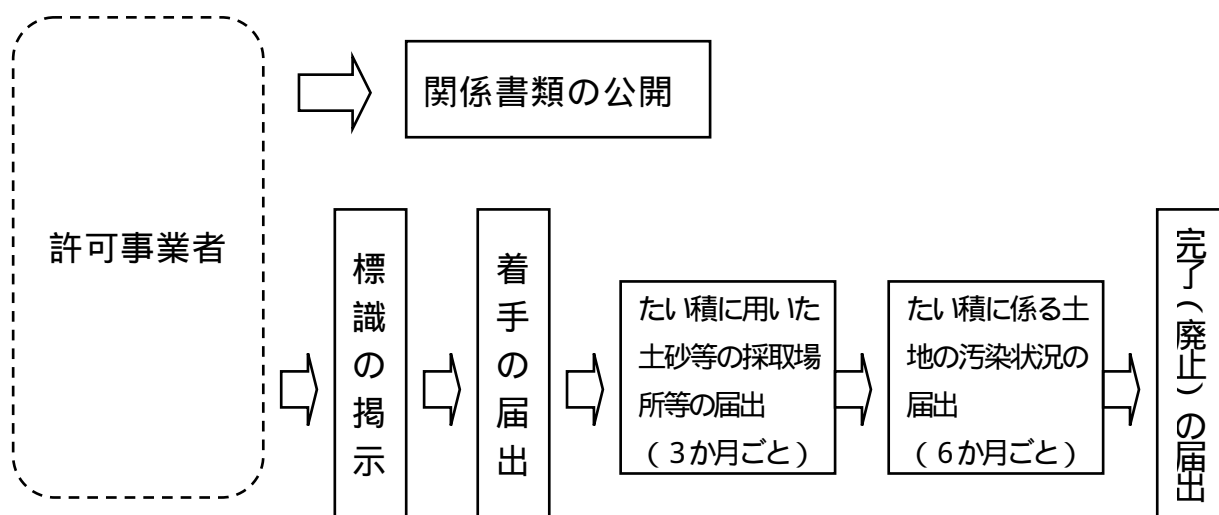 関係書類の公開
許可事業者
標識の掲示
着手の届出
たい積に用いた
土砂等の採取場
所等の届出
(3か月ごと)
たい積に係る土
地の汚染状況の
届出
(6か月ごと)
完了(廃止)の届出